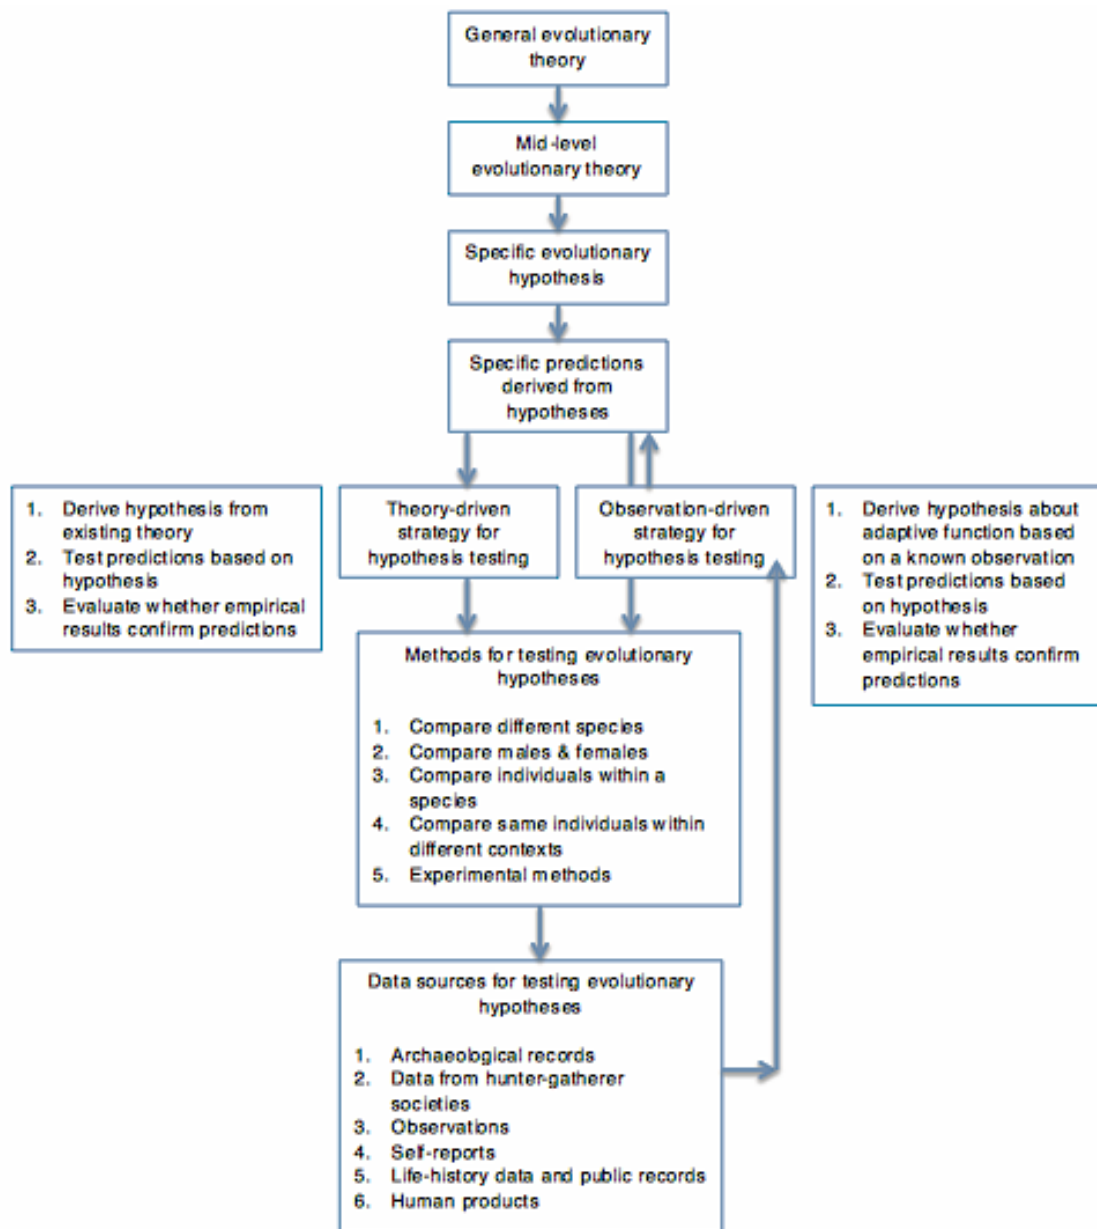 General evolutionary
theory
Mid-level
evolutionary theory
Specific evolutionary
hypothesis
Specific predictions
derived from
hypotheses
1. Derive hypothesis from
existing theory
2. Test predictions based on
hypothesis
3. Evaluate whether empirical
results confirm predictions
Theory-driven
strategy for
hypothesis testing
Observation-driven
strategy for
hypothesis testing
1. Derive hypothesis about
adaptive function based
on a known observation
2. Test predictions based
on hypothesis
3. Evaluate whether
empirical results confirm
predictions
Methods for testing evolutionary
hypotheses
1. Compare different species
2. Compare males & females
3. Compare individuals within a
species
4. Compare same individuals within
different contexts
5. Experimental methods
Data sources for testing evolutionary
hypotheses
1. Archaeological records
2. Data from hunter-gatherer
societies
3. Observations
4. Self-reports
5. Life-history data and public records
6. Human products